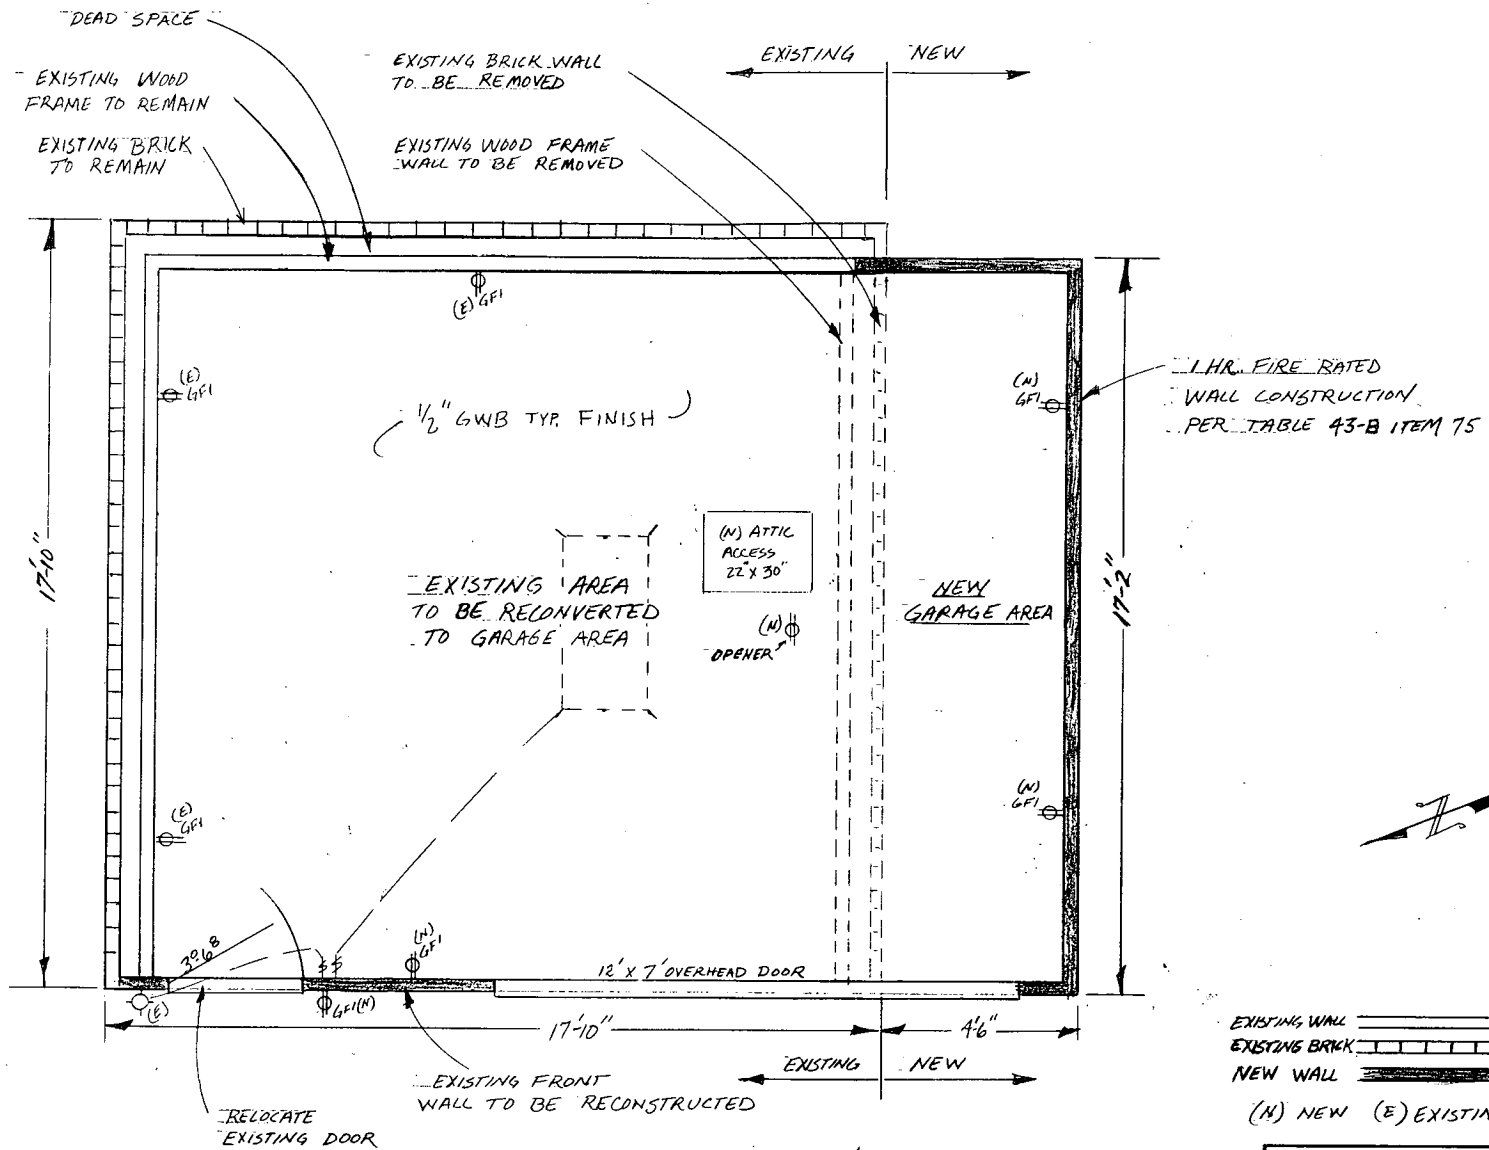 DEAD SPACE
EXISTING WOOD
FRAME TO REMAIN
EXISTING BRICK
TO REMAIN
EXISTING BRICK WALL
TO BE REMOVED
EXISTING WOOD FRAME
WALL TO BE REMOVED
EXISTING NEW
(E) GFI
(E)
GFI
1/2" GWB TYP. FINISH
(N)
GFI
1 HR. FIRE RATED
WALL CONSTRUCTION
PER TABLE 43-B ITEM 75
17'-10"
(N) ATTIC
ACCESS
22" X 30"
EXISTING AREA
TO BE RECONVERTED
TO GARAGE AREA
NEW
GARAGE AREA
17'-2"
(N)
OPENER
(E)
GFI
(N)
GFI
3⁰6⁸
(N)
GFI
12' X 7' OVERHEAD DOOR
(E)
GFI(N)
17'-10"
4'6"
EXISTING NEW
EXISTING FRONT
WALL TO BE RECONSTRUCTED
RELOCATE
EXISTING DOOR
EXISTING WALL
EXISTING BRICK
NEW WALL
(N) NEW (E) EXISTIN